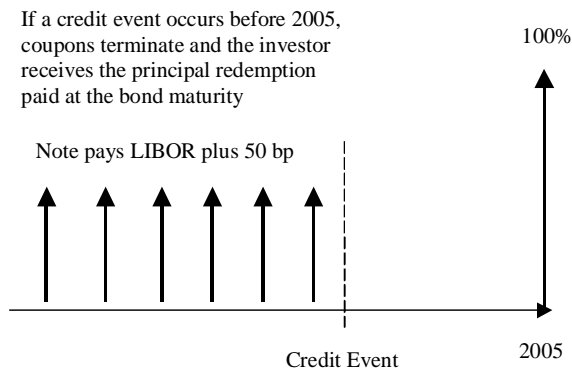 If a credit event occurs before 2005,
coupons terminate and the investor
receives the principal redemption
paid at the bond maturity
100%
Note pays LIBOR plus 50 bp
Credit Event
2005